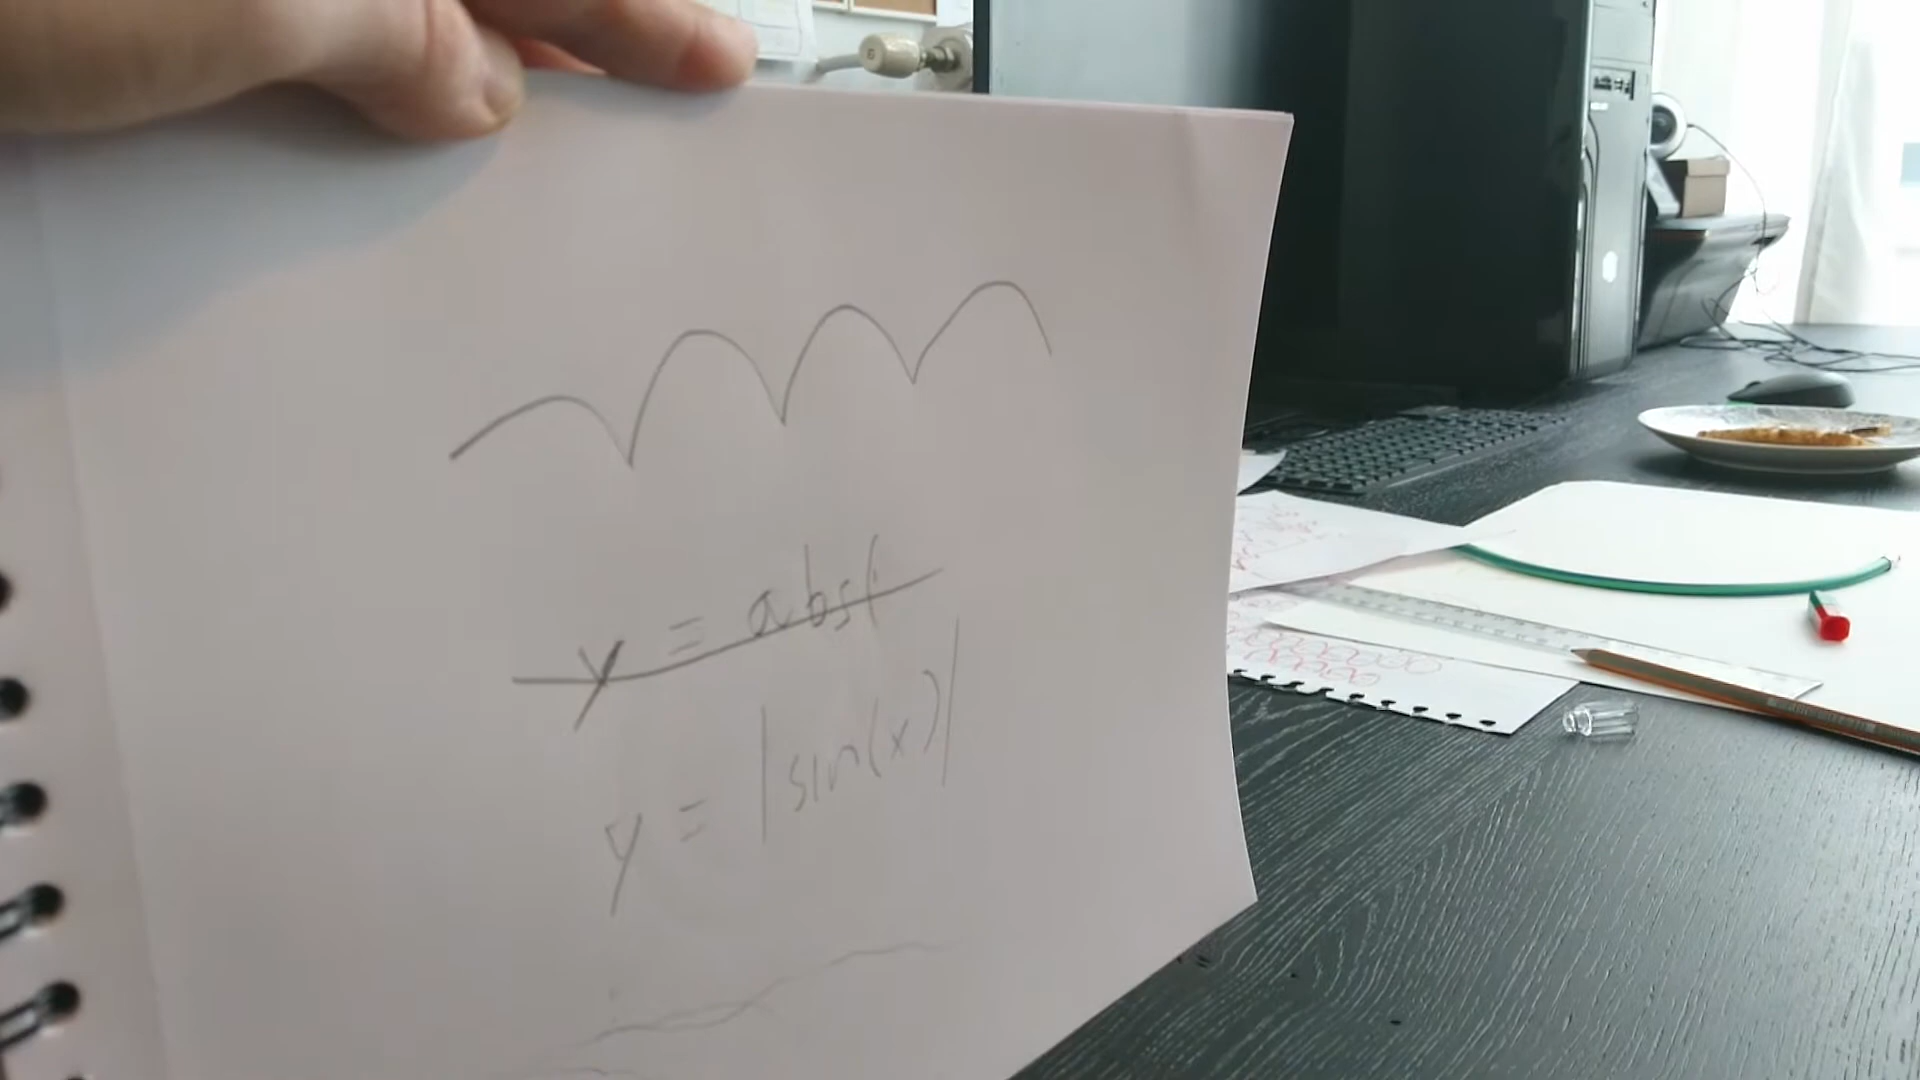 y = abs(
y = |sin(x)|